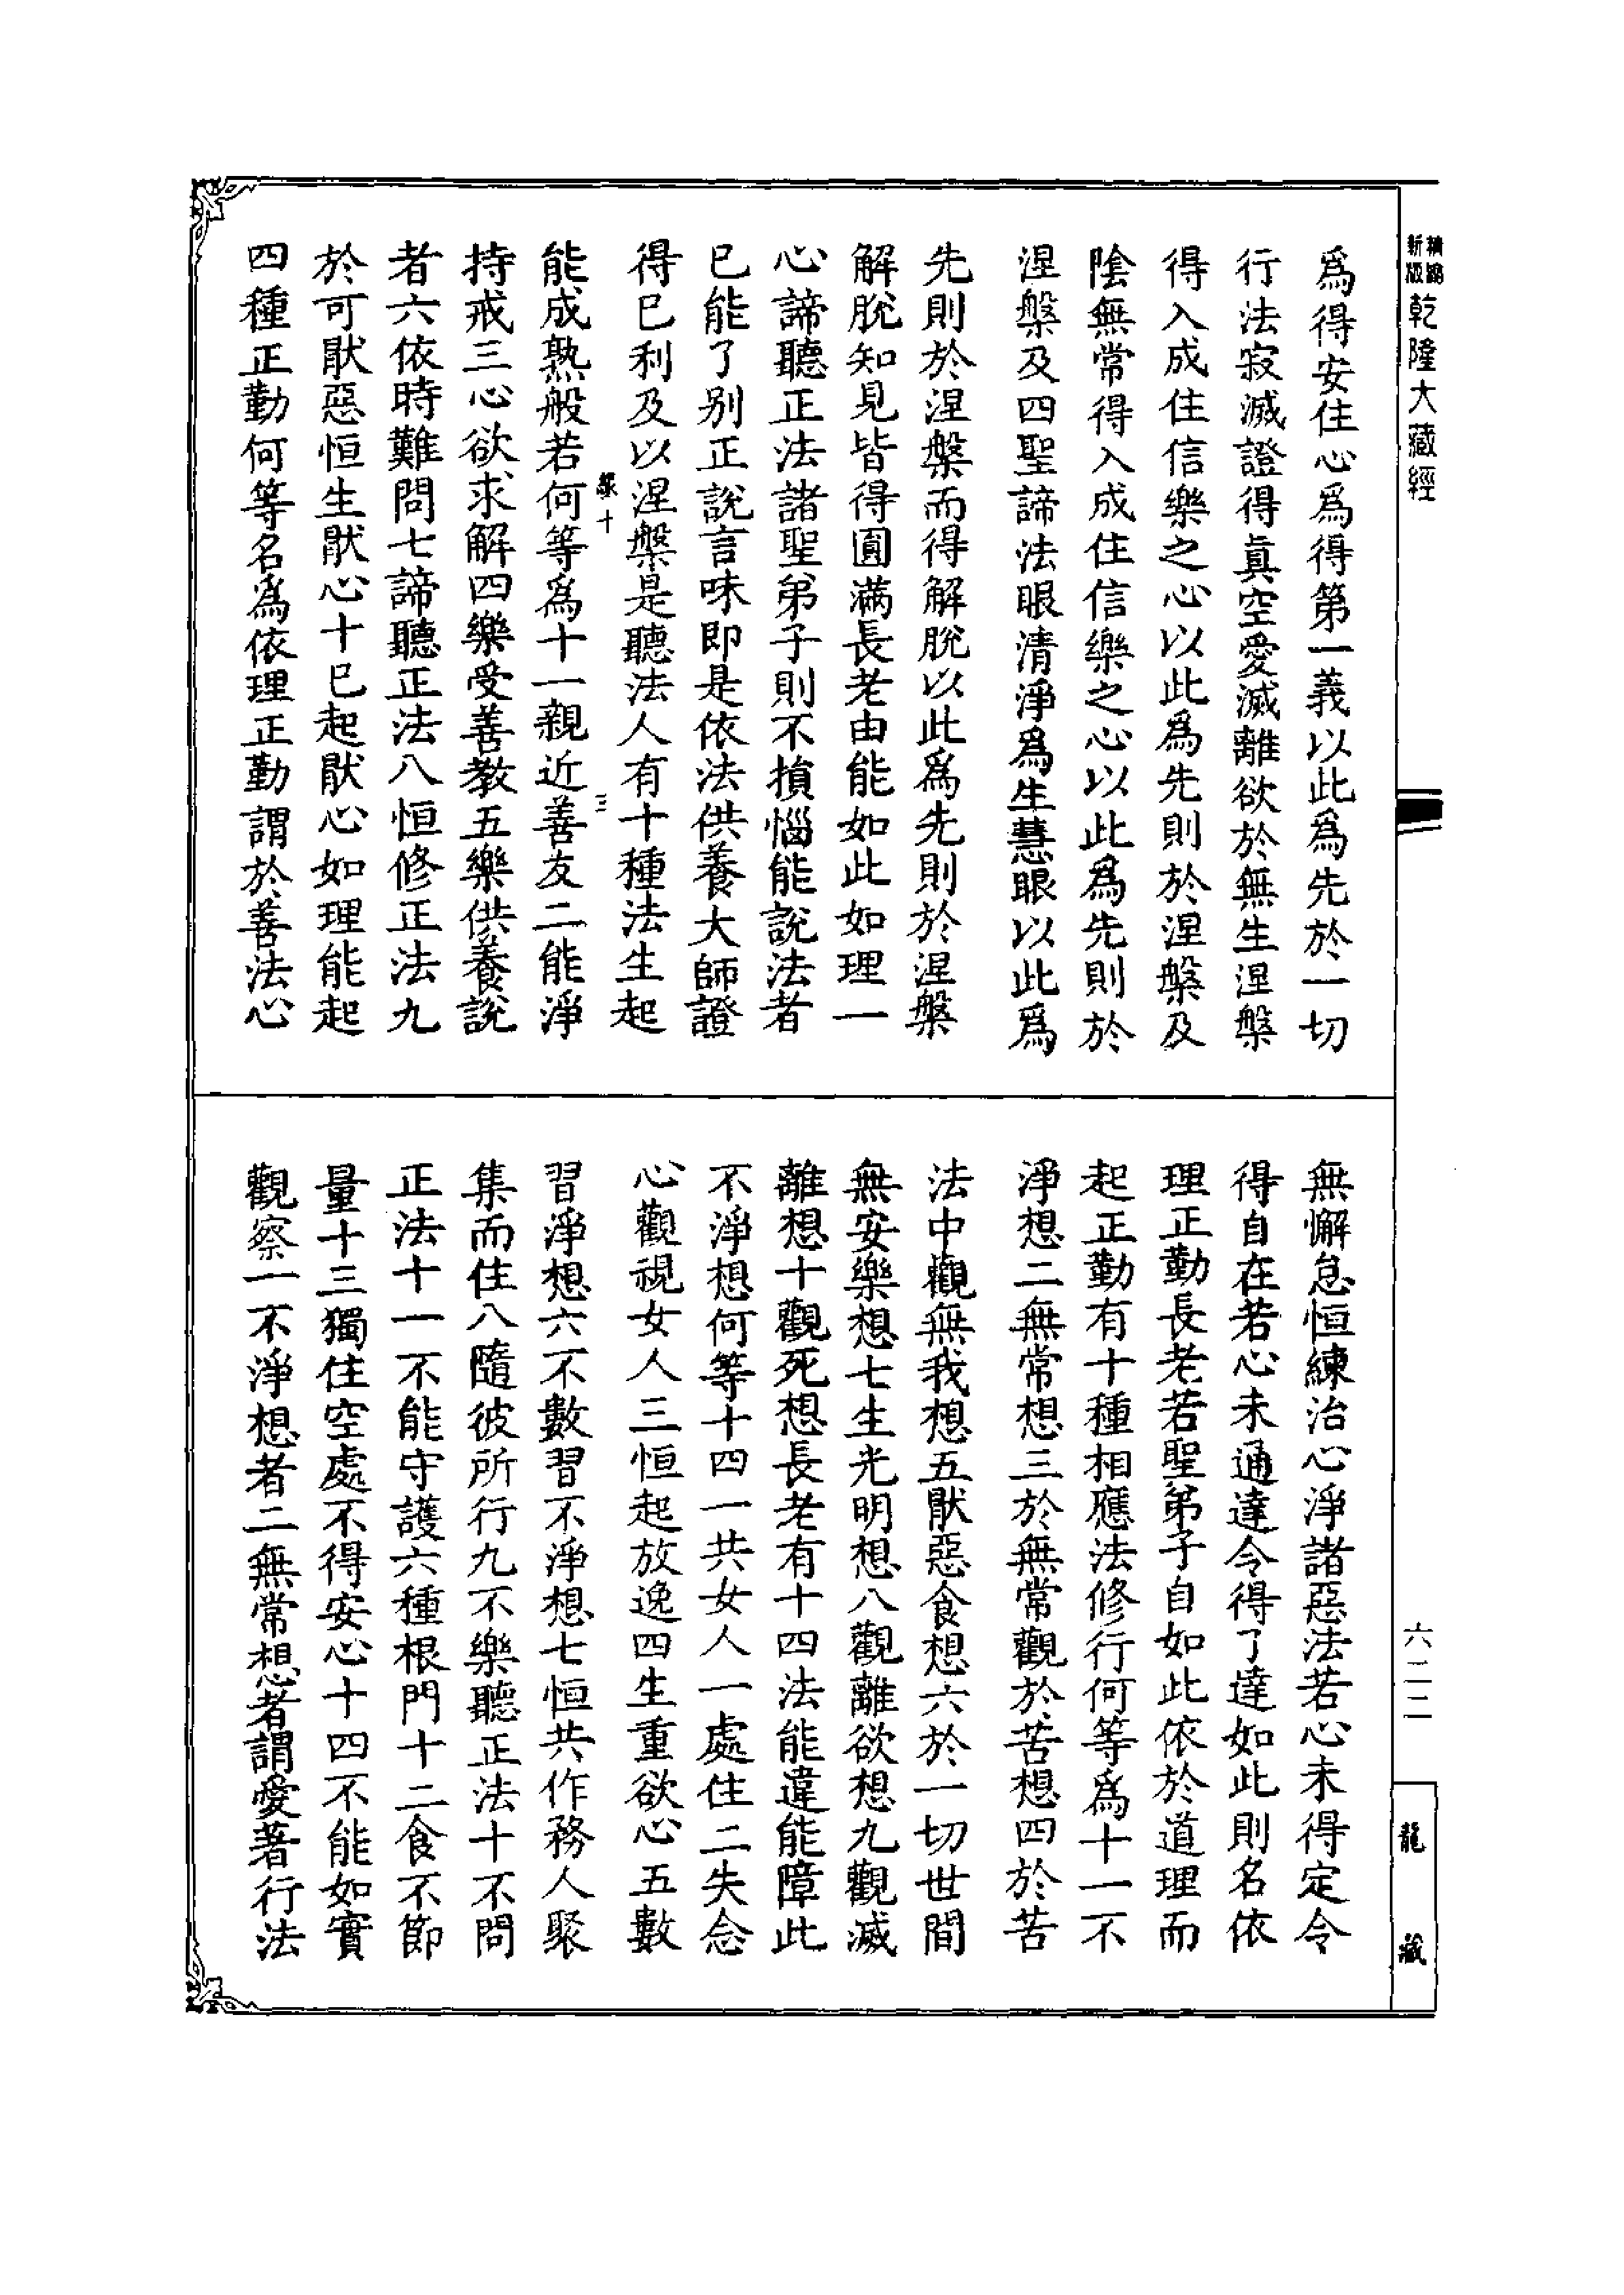 新編
新版
乾隆大藏經
六二二
龍藏
為得安住心為得第一義以此為先於一切
行法寂滅證得真空愛滅離欲於無生涅槃
得入成住信樂之心以此為先則於涅槃及
陰無常得入成住信樂之心以此為先則於
涅槃及四聖諦法眼清淨為生慧眼以此為
先則於涅槃而得解脫以此為先則於涅槃
解脫知見皆得圓滿長老由能如此如理一
心諦聽正法諸聖弟子則不損惱能說法者
已能了別正說言味即是依法供養大師證
得已利及以涅槃是聽法人有十種法生起
十
三
能成熟般若何等為十一親近善友二能淨
持戒三心欲求解四樂受善教五樂供養說
者六依時難問七諦聽正法八恒修正法九
於可猒惡恒生猒心十已起猒心如理能起
四種正勤何等名為依理正勤謂於善法心
無懈怠恒練治心淨諸惡法若心未得定令
得自在若心未通達令得了達如此則名依
理正勤長老若聖弟子自如此依於道理而
起正勤有十種相應法修行何等為十一不
淨想二無常想三於無常觀於苦想四於苦
法中觀無我想五猒惡食想六於一切世間
無安樂想七生光明想八觀離欲想九觀滅
離想十觀死想長老有十四法能違能障此
不淨想何等十四一共女人一處住二失念
心觀視女人三恒起放逸四生重欲心五數
習淨想六不數習不淨想七恒共作務人聚
集而住八隨彼所行九不樂聽正法十不問
正法十一不能守護六種根門十二食不節
量十三獨住空處不得安心十四不能如實
觀察一不淨想者二無常想者謂愛著行法